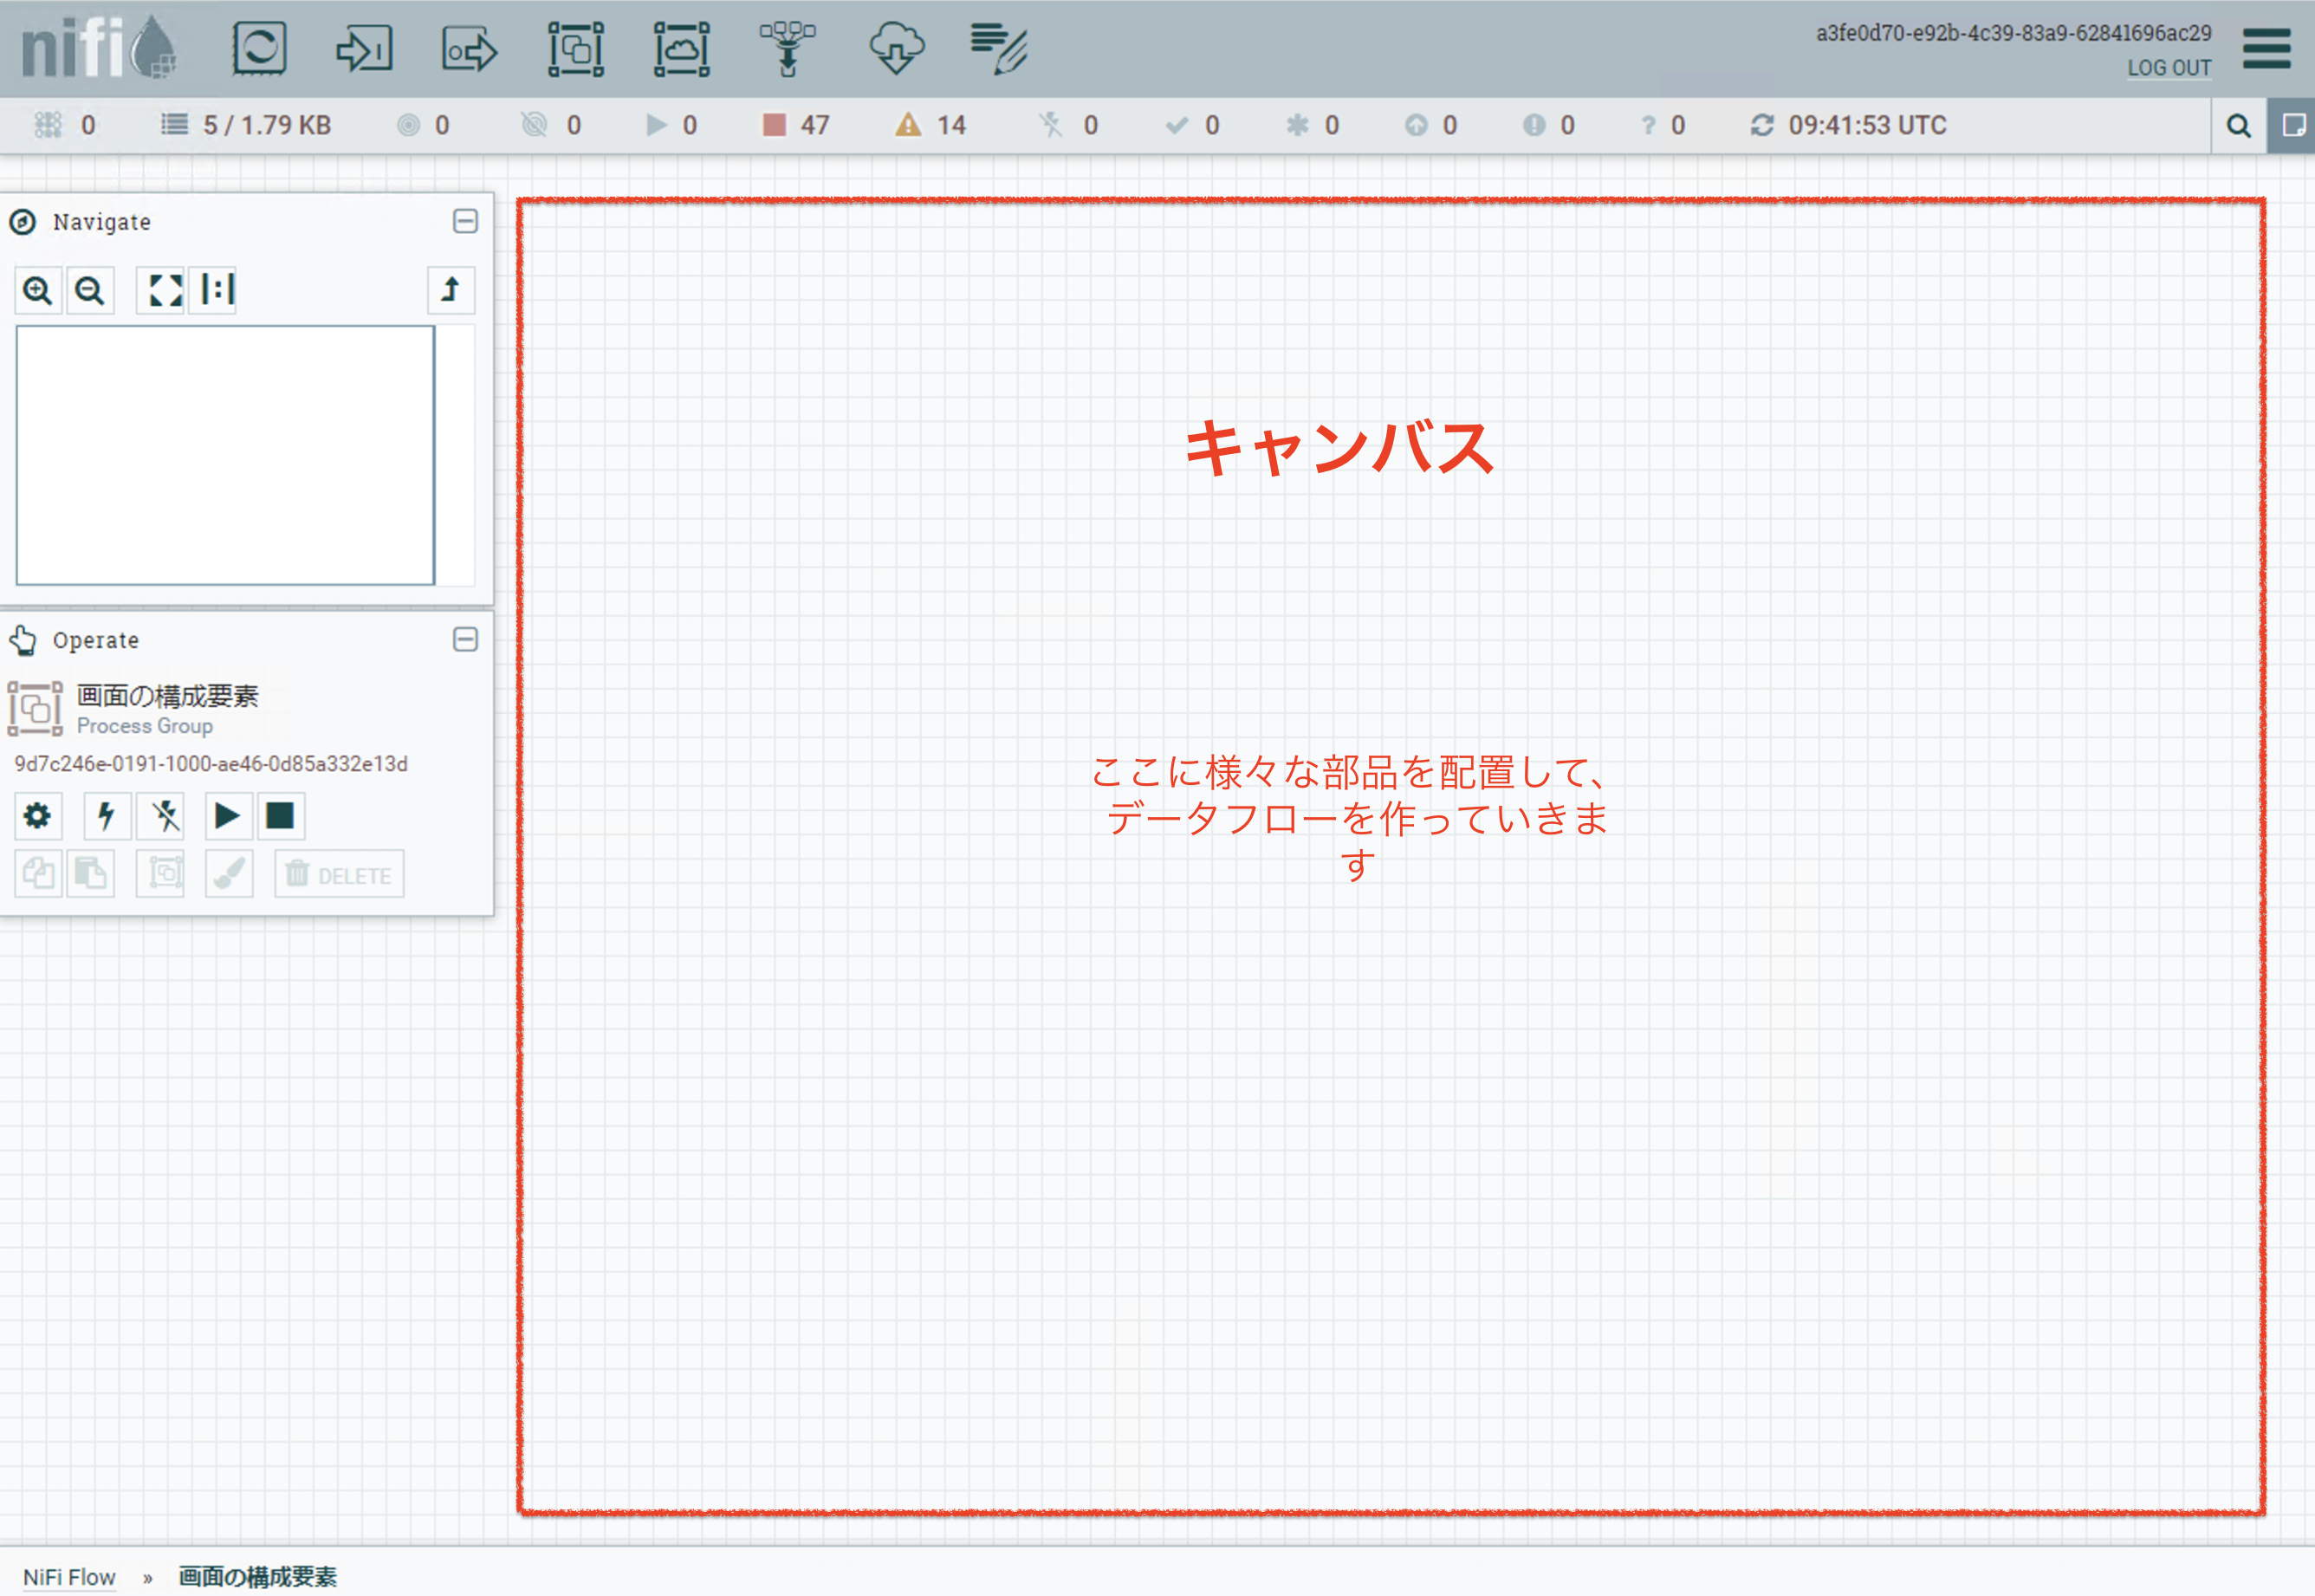 nifi
a3fe0d70-e92b-4c39-83a9-62841696ac29
LOG OUT
0 5 / 1.79 KB 0 0 0 47 14 0 0 0 0 0 ? 0 09:41:53 UTC
Navigate
キャンバス
Operate
画面の構成要素
Process Group
9d7c246e-0191-1000-ae46-0d85a332e13d
ここに様々な部品を配置して、
データフローを作っていきま
す
DELETE
NiFi Flow » 画面の構成要素